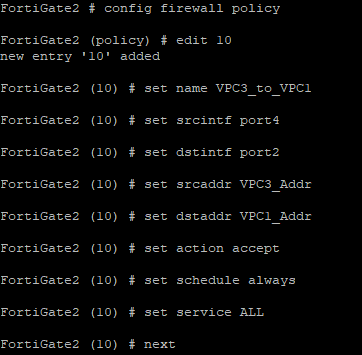 FortiGate2 # config firewall policy
FortiGate2 (policy) # edit 10
new entry '10' added
FortiGate2 (10) # set name VPC3_to_VPC1
FortiGate2 (10) # set srcintf port4
FortiGate2 (10) # set dstintf port2
FortiGate2 (10) # set srcaddr VPC3_Addr
FortiGate2 (10) # set dstaddr VPC1_Addr
FortiGate2 (10) # set action accept
FortiGate2 (10) # set schedule always
FortiGate2 (10) # set service ALL
FortiGate2 (10) # next